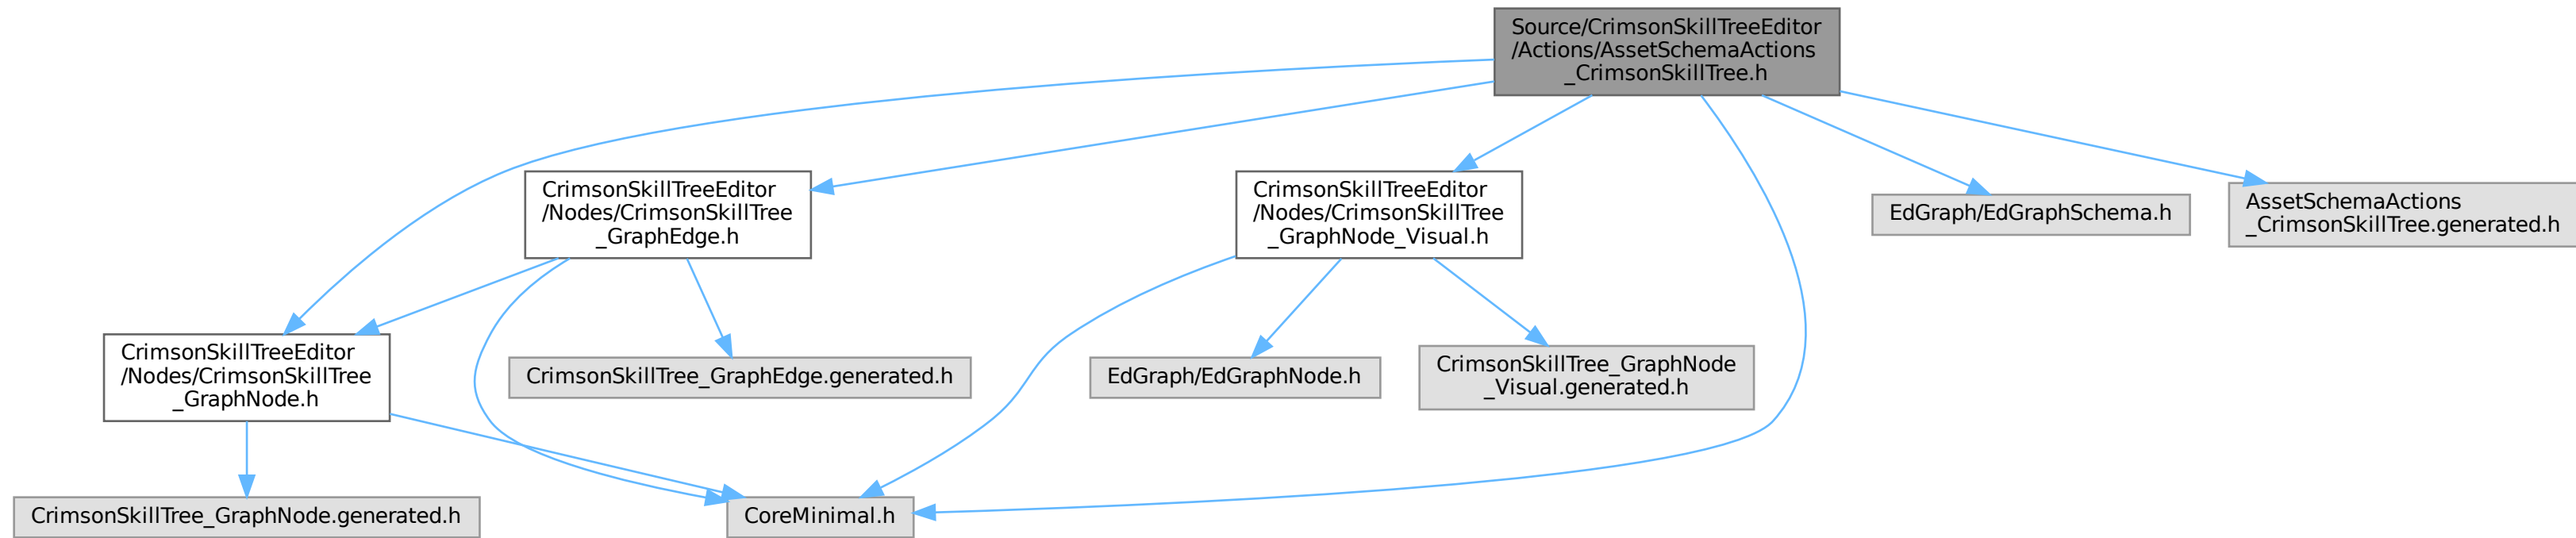 Source/CrimsonSkillTreeEditor
/Actions/AssetSchemaActions
_CrimsonSkillTree.h
CrimsonSkillTreeEditor
/Nodes/CrimsonSkillTree
_GraphEdge.h
CrimsonSkillTreeEditor
/Nodes/CrimsonSkillTree
_GraphNode_Visual.h
EdGraph/EdGraphSchema.h
AssetSchemaActions
_CrimsonSkillTree.generated.h
CrimsonSkillTreeEditor
/Nodes/CrimsonSkillTree
_GraphNode.h
CrimsonSkillTree_GraphEdge.generated.h
EdGraph/EdGraphNode.h
CrimsonSkillTree_GraphNode
_Visual.generated.h
CrimsonSkillTree_GraphNode.generated.h
CoreMinimal.h